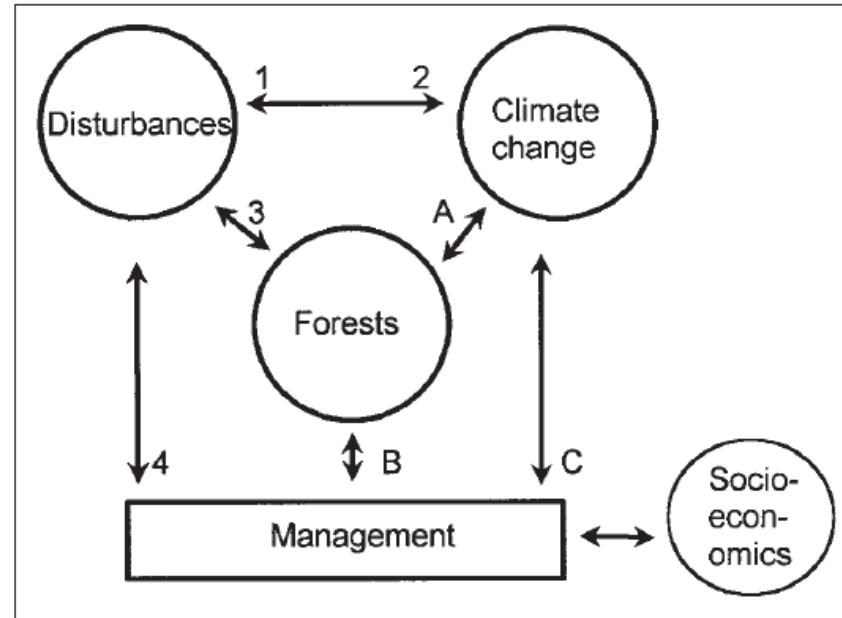 1
2
Disturbances
Climate
change
3
A
Forests
4
B
C
Management
Socio-
econ-
omics